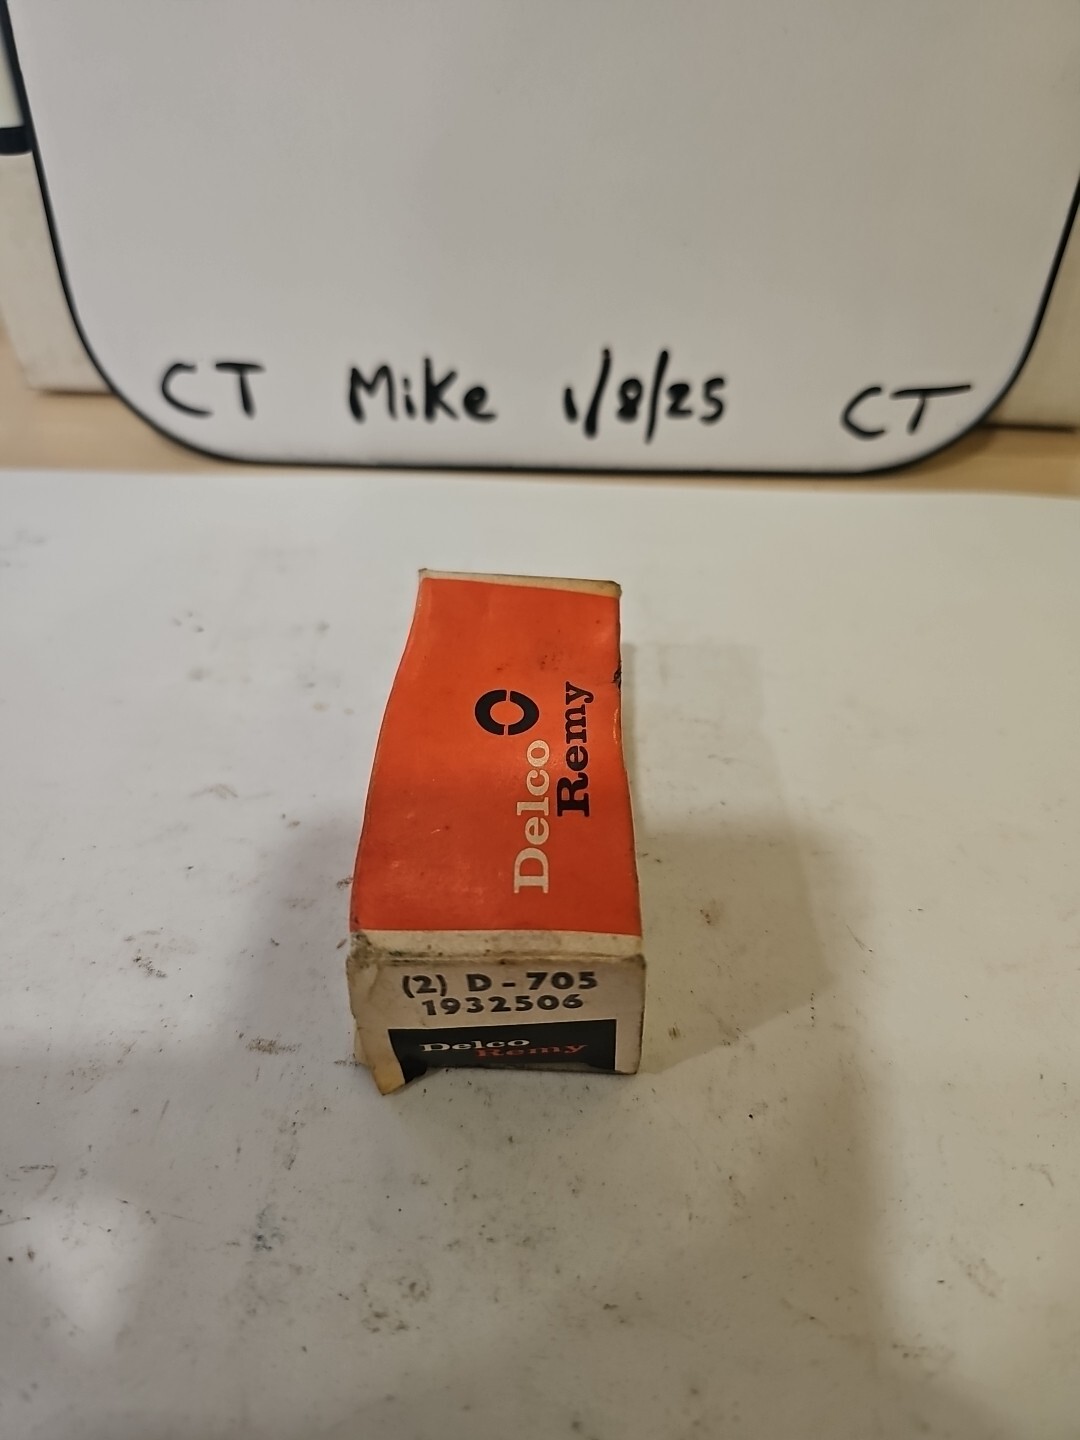 CT Mike 1/8/25 CT
Delco
Remy
(2) D-705
1932506
Delco
Remy